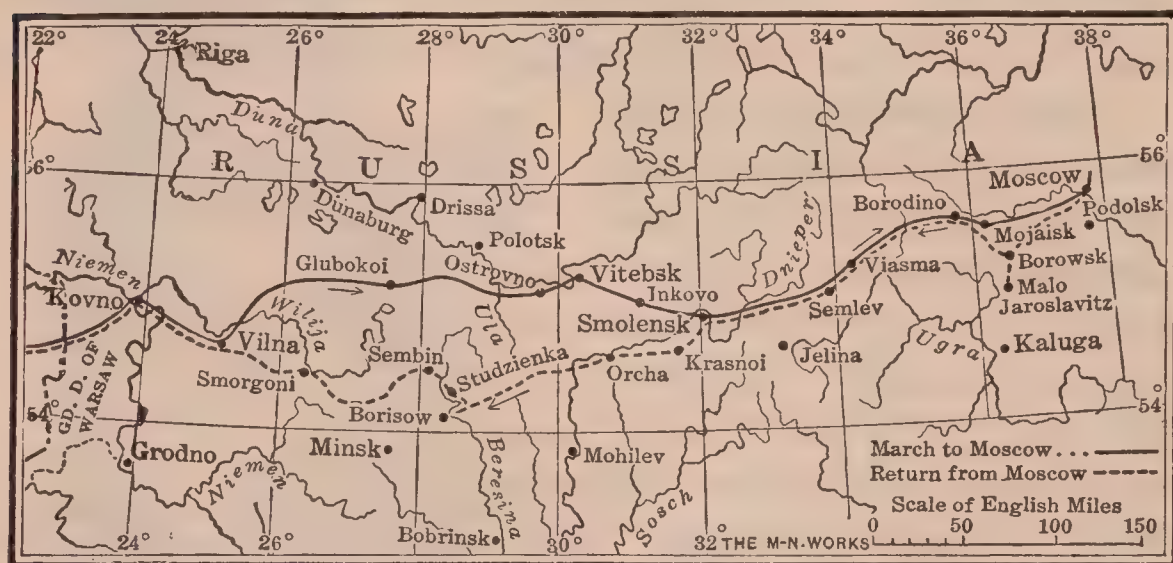 22° 24° 26° 28° 30° 32° 34° 36° 38°
Riga
Düna
R U S S I A
56° 56°
Moscow
Dünaburg
Drissa
Borodino
Podolsk
Dnieper
Polotsk
Mojaisk
Niemen
Glubokoi
Ostrovno
Vitebsk
Viasma
Borowsk
Kovno
Jnkovo
Malo
Jaroslavitz
Wilija
Ula
Smolensk
Semlev
Ugra
Vilna
Sembin
Studzienka
Kaluga
Smorgoni
Orcha
Krasnoi
Jelina
GD. D. OF
WARSAW
54° 54°
Borisow
Grodno
Minsk
Beresina
Mohilev
March to Moscow
Return from Moscow
Niemen
Sosch
Scale of English Miles
0 50 100 150
Bobrinsk
24° 26° 28° 30° 32°
THE M-N.WORKS